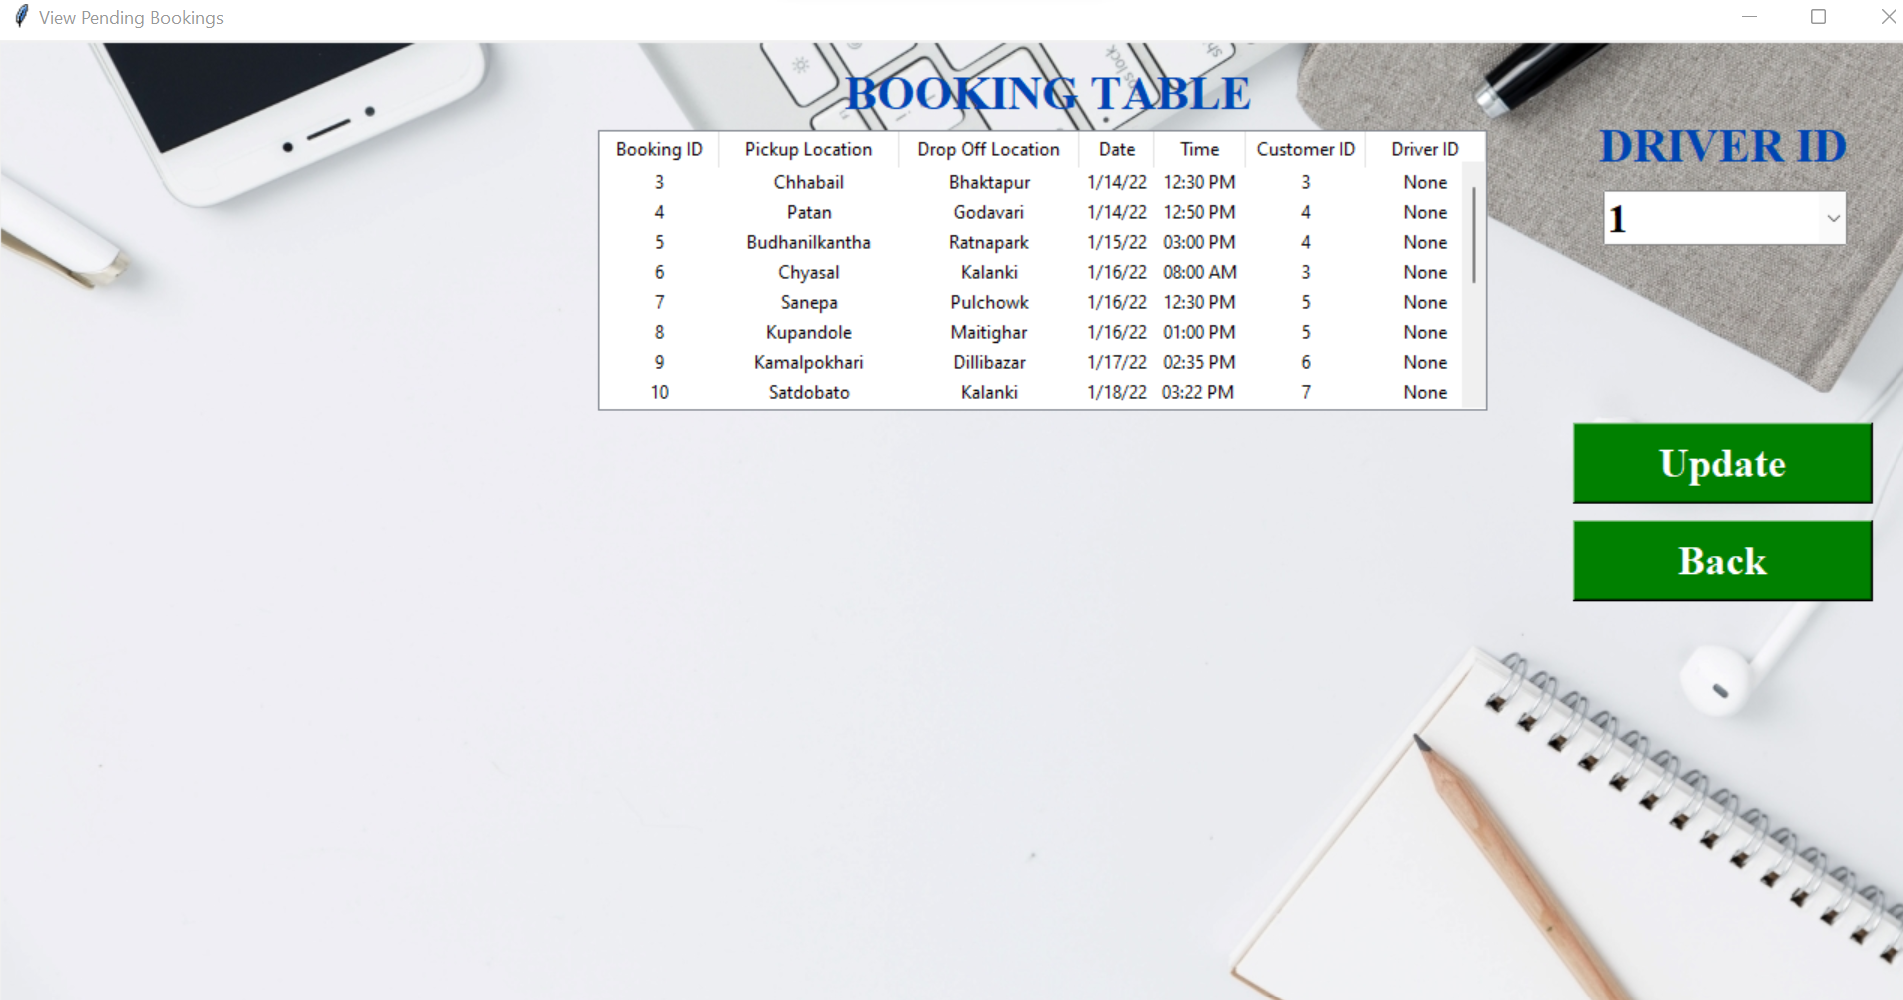 View Pending Bookings
BOOKING TABLE
Booking ID Pickup Location Drop Off Location Date Time Customer ID Driver ID
3 Chhabail Bhaktapur 1/14/22 12:30 PM 3 None
4 Patan Godavari 1/14/22 12:50 PM 4 None
5 Budhanilkantha Ratnapark 1/15/22 03:00 PM 4 None
6 Chyasal Kalanki 1/16/22 08:00 AM 3 None
7 Sanepa Pulchowk 1/16/22 12:30 PM 5 None
8 Kupandole Maitighar 1/16/22 01:00 PM 5 None
9 Kamalpokhari Dillibazar 1/17/22 02:35 PM 6 None
10 Satdobato Kalanki 1/18/22 03:22 PM 7 None
DRIVER ID
1
Update
Back